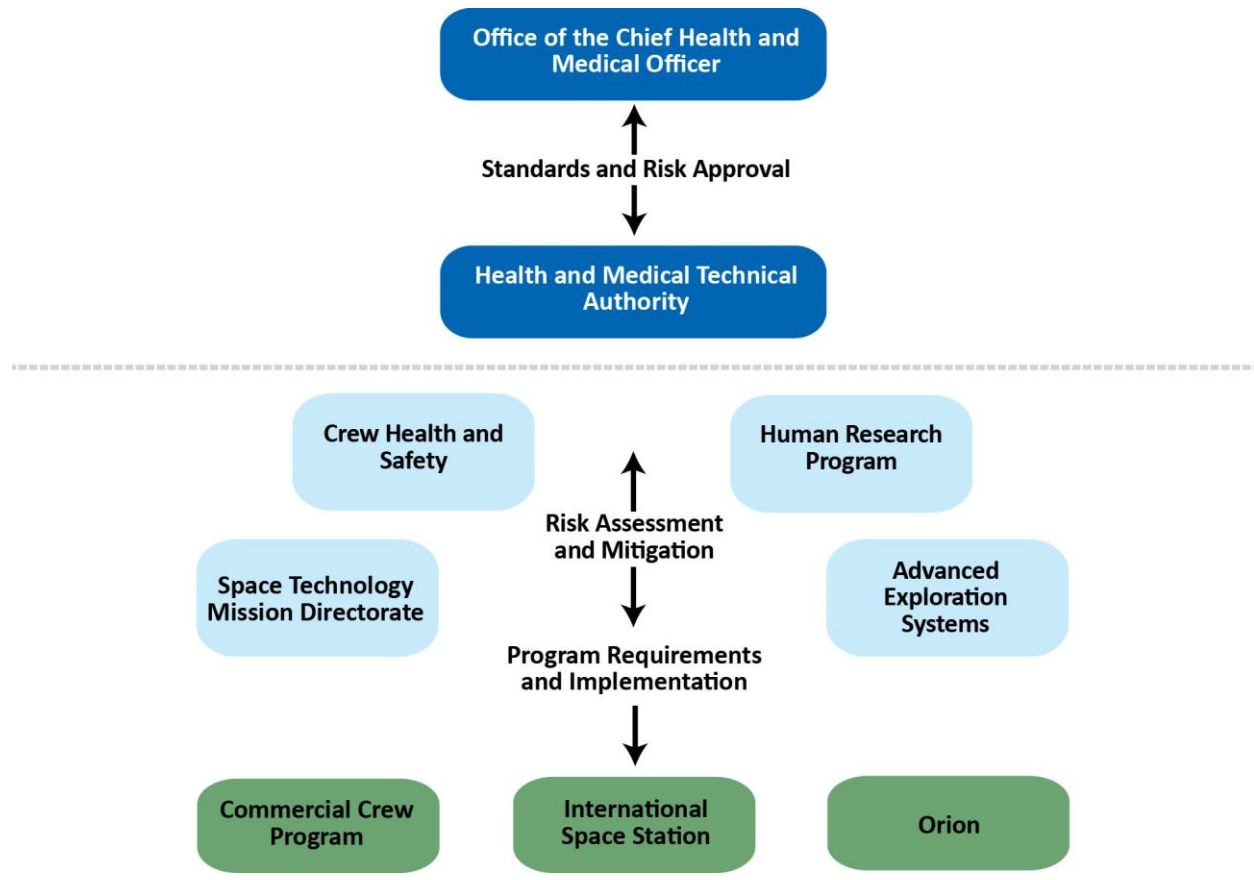 Office of the Chief Health and
Medical Officer
Standards and Risk Approval
Health and Medical Technical
Authority
Crew Health and
Safety
Human Research
Program
Risk Assessment
and Mitigation
Space Technology
Mission Directorate
Advanced
Exploration
Systems
Program Requirements
and Implementation
Commercial Crew
Program
International
Space Station
Orion